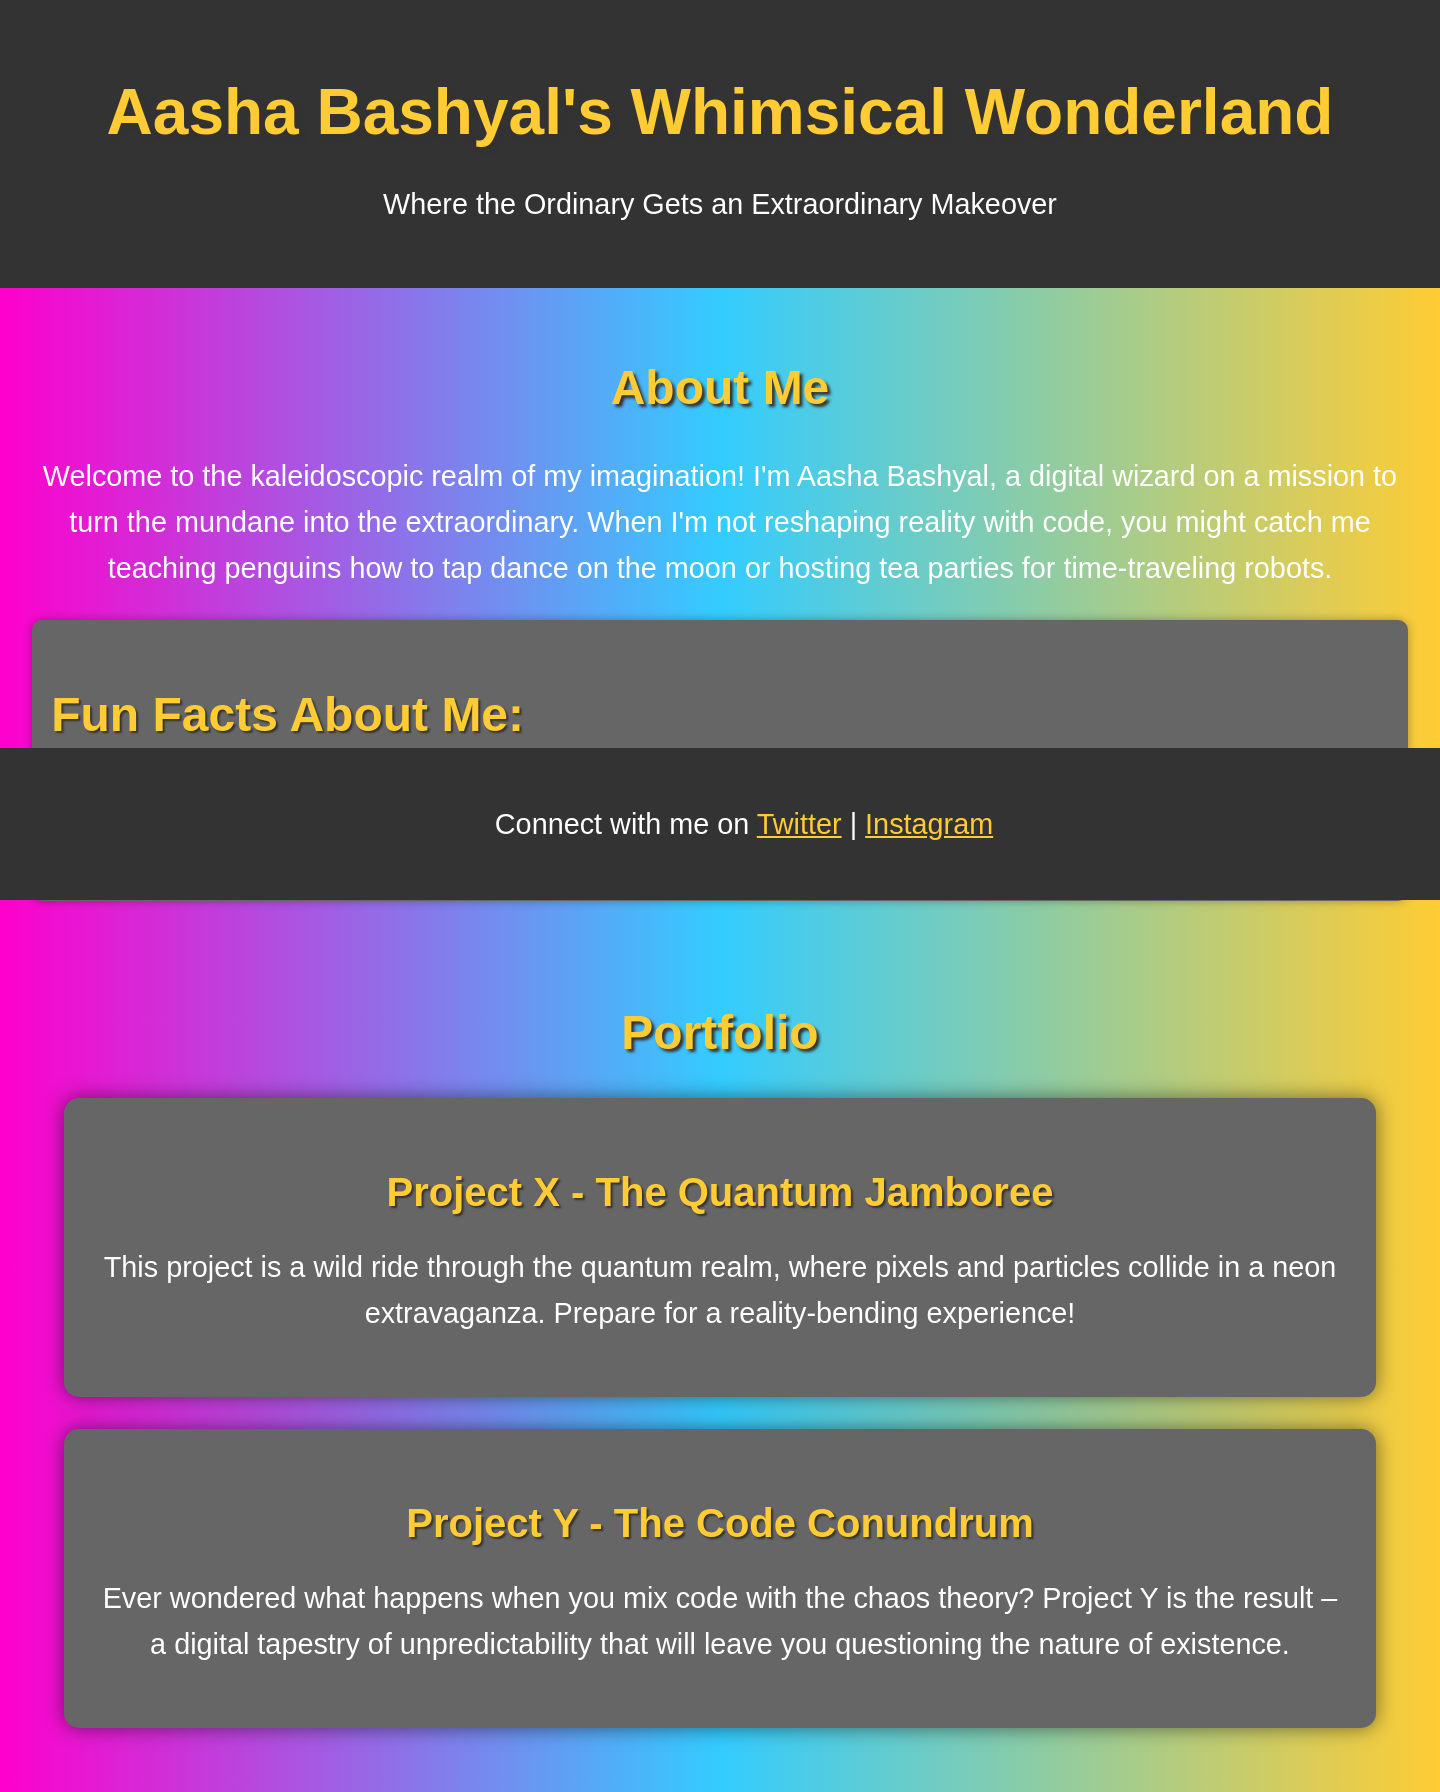 Aasha Bashyal's Whimsical Wonderland
Where the Ordinary Gets an Extraordinary Makeover
About Me
Welcome to the kaleidoscopic realm of my imagination! I'm Aasha Bashyal, a digital wizard on a mission to
turn the mundane into the extraordinary. When I'm not reshaping reality with code, you might catch me
teaching penguins how to tap dance on the moon or hosting tea parties for time-traveling robots.
Fun Facts About Me:
Connect with me on Twitter | Instagram
Portfolio
Project X - The Quantum Jamboree
This project is a wild ride through the quantum realm, where pixels and particles collide in a neon
extravaganza. Prepare for a reality-bending experience!
Project Y - The Code Conundrum
Ever wondered what happens when you mix code with the chaos theory? Project Y is the result –
a digital tapestry of unpredictability that will leave you questioning the nature of existence.